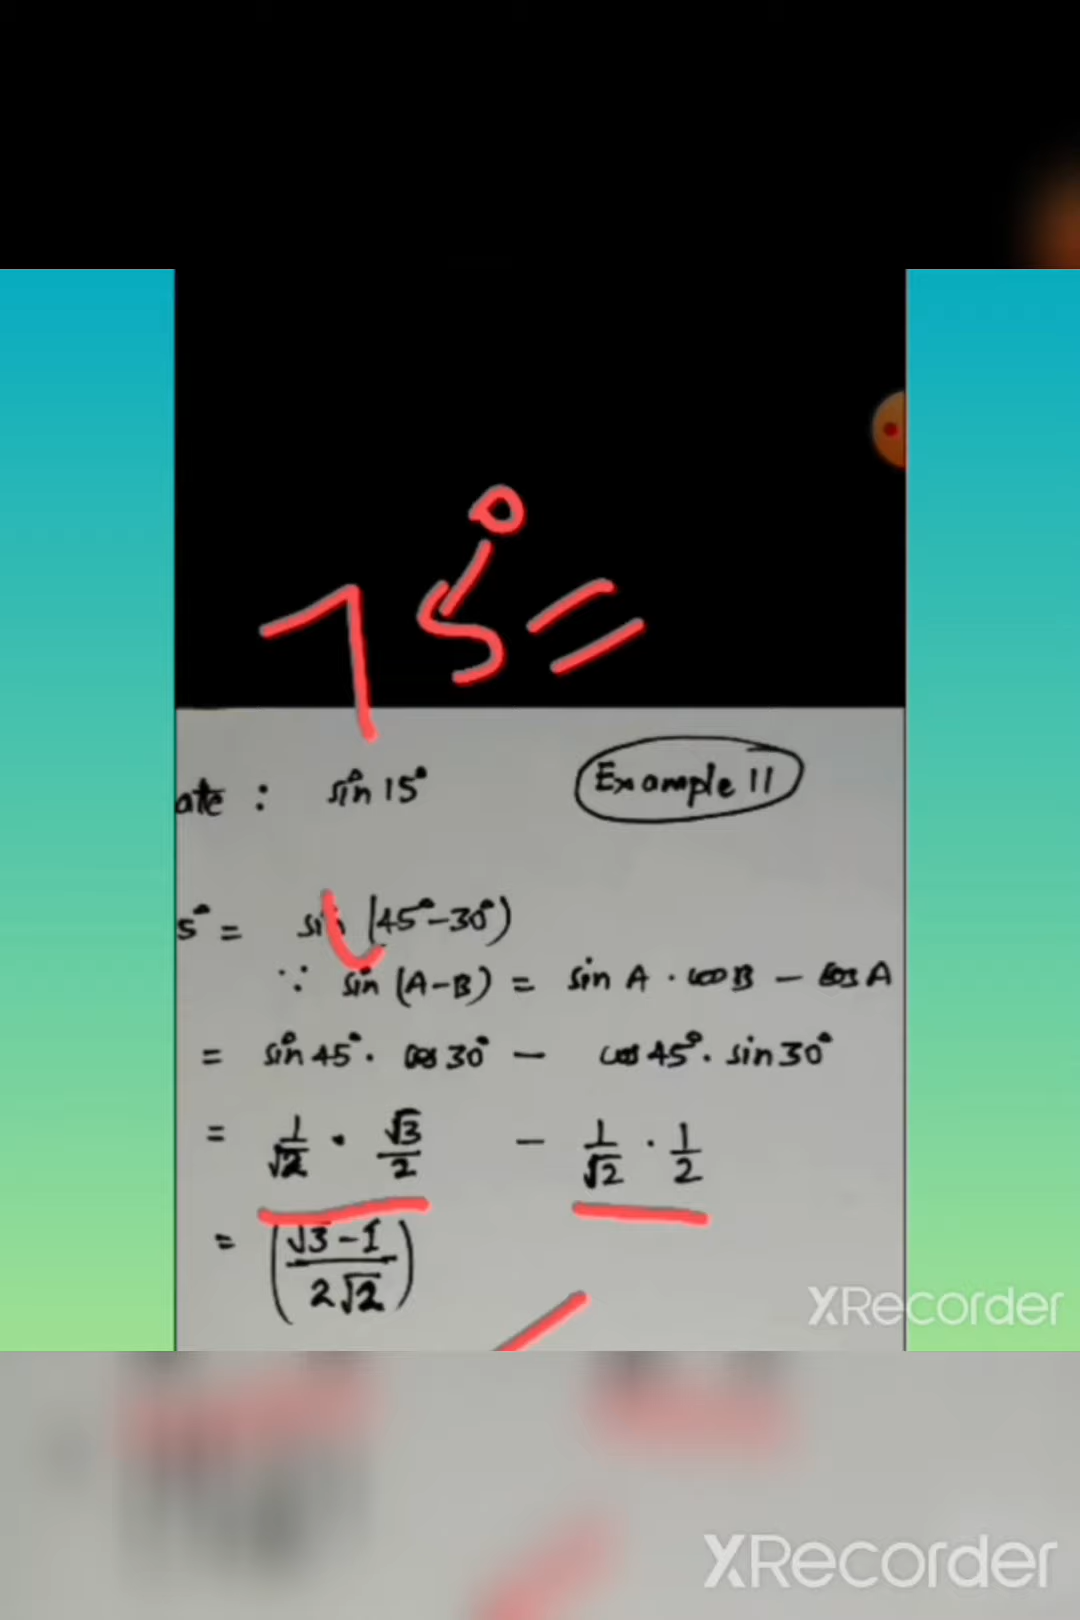 75°=
ate : sin 15°
Example 11
5° = sin (45°-30°)
∵ sin (A-B) = sin A . cos B - cos A
= sin 45° . cos 30° - cos 45° . sin 30°
= 1/√2 . √3/2 - 1/√2 . 1/2
= (√3-1/2√2)
XRecorder
XRecorder